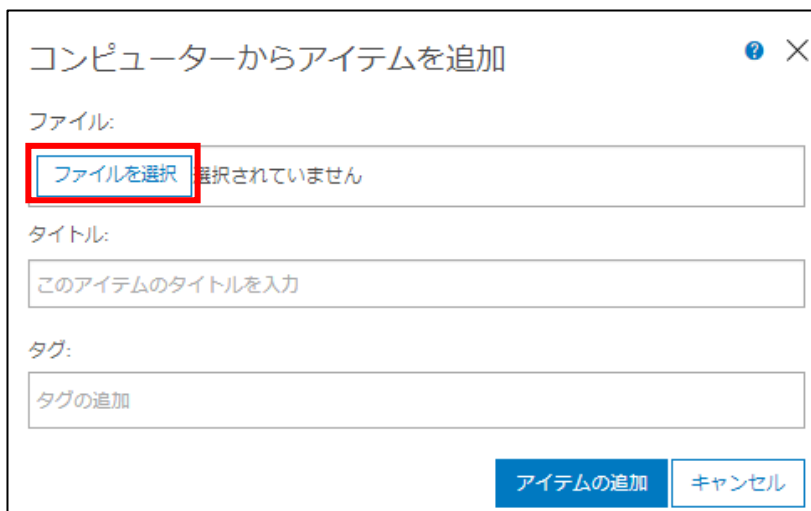 コンピューターからアイテムを追加 ?
ファイル:
ファイルを選択 選択されていません
タイトル:
このアイテムのタイトルを入力
タグ:
タグの追加
アイテムの追加 キャンセル